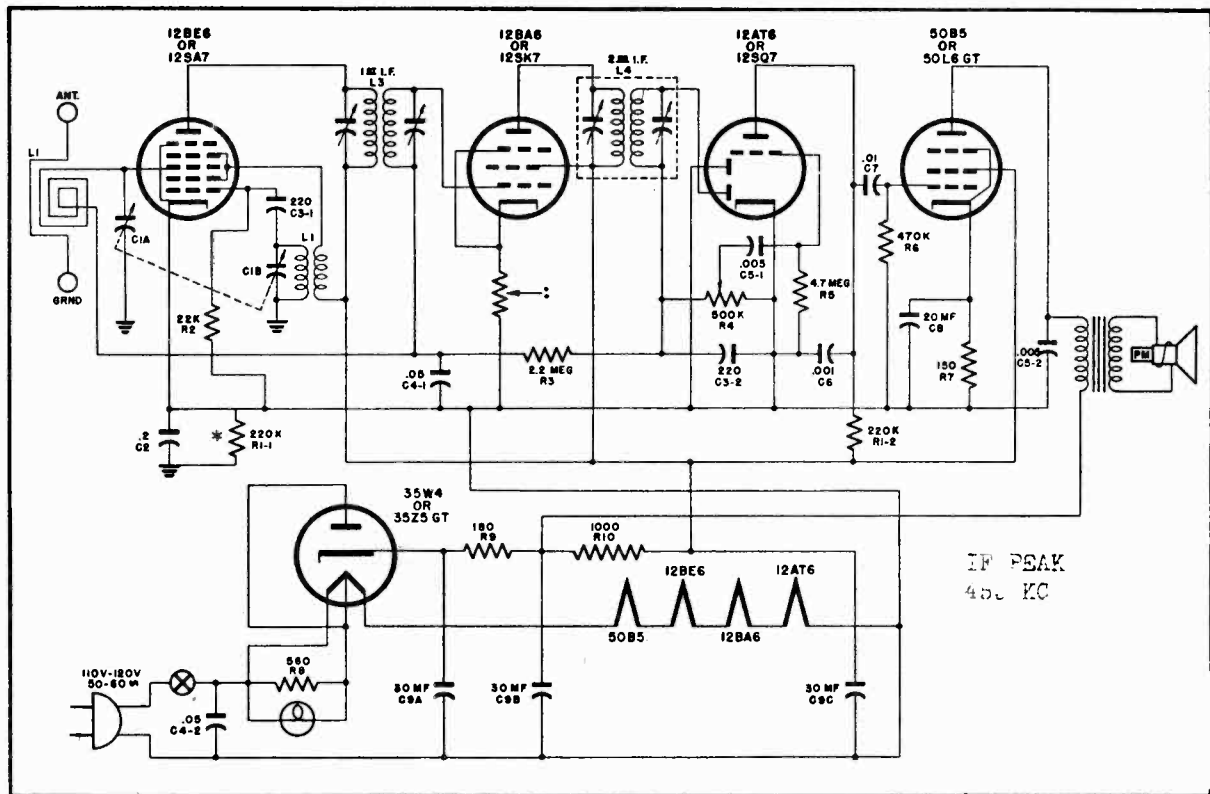 12BE6
OR
12SA7
12BA6
OR
12SK7
12AT6
OR
12SQ7
50B5
OR
50L6 GT
1st I.F.
L3
2nd I.F.
L4
ANT.
L1
GRND
C1A
220
C3-1
L1
C1B
22K
R2
.005
C5-1
4.7 MEG
R5
500K
R4
.01
C7
470K
R6
20 MF
C8
150
R7
.005
C5-2
PM
.05
C4-1
2.2 MEG
R3
220
C3-2
.001
C6
.2
C2
*
220K
R1-1
220K
R1-2
35W4
OR
35Z5 GT
180
R9
1000
R10
12BE6
12AT6
50B5
12BA6
IF PEAK
KC
110V-120V
50-60
560
R8
.05
C4-2
30 MF
C9A
30 MF
C9B
30 MF
C9C